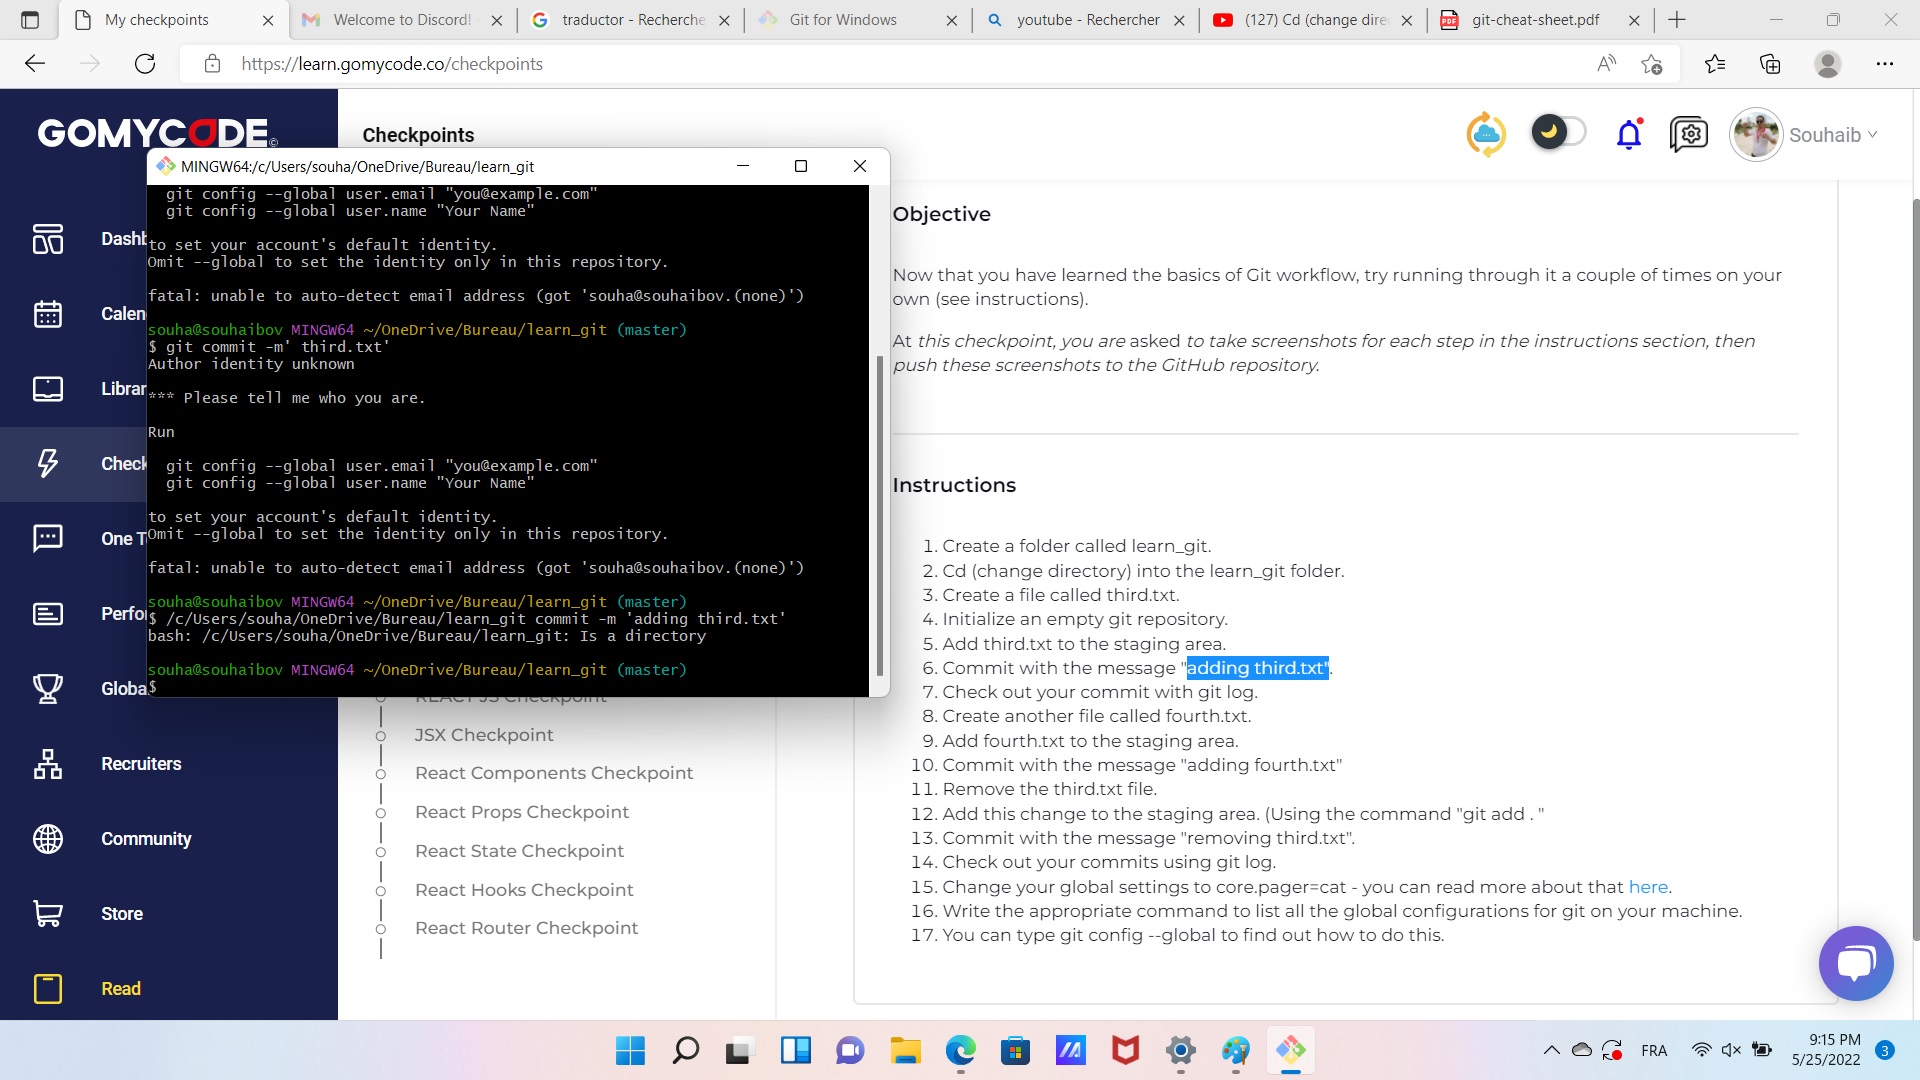 My checkpoints
Welcome to Discord!
traductor - Recherche
Git for Windows
youtube - Rechercher
(127) Cd (change dire
git-cheat-sheet.pdf
https://learn.gomycode.co/checkpoints
GOMYCODE
Checkpoints
Souhaib
MINGW64:/c/Users/souha/OneDrive/Bureau/learn_git
git config --global user.email "you@example.com"
git config --global user.name "Your Name"
to set your account's default identity.
Omit --global to set the identity only in this repository.
fatal: unable to auto-detect email address (got 'souha@souhaibov.(none)')
souha@souhaibov MINGW64 ~/OneDrive/Bureau/learn_git (master)
$ git commit -m' third.txt'
Author identity unknown
*** Please tell me who you are.
Run
git config --global user.email "you@example.com"
git config --global user.name "Your Name"
to set your account's default identity.
Omit --global to set the identity only in this repository.
fatal: unable to auto-detect email address (got 'souha@souhaibov.(none)')
souha@souhaibov MINGW64 ~/OneDrive/Bureau/learn_git (master)
$ /c/Users/souha/OneDrive/Bureau/learn_git commit -m 'adding third.txt'
bash: /c/Users/souha/OneDrive/Bureau/learn_git: Is a directory
souha@souhaibov MINGW64 ~/OneDrive/Bureau/learn_git (master)
$
Dashb
Calen
Librar
Check
One T
Perfo
Globa
Recruiters
Community
Store
Read
REACT JS Checkpoint
JSX Checkpoint
React Components Checkpoint
React Props Checkpoint
React State Checkpoint
React Hooks Checkpoint
React Router Checkpoint
Objective
Now that you have learned the basics of Git workflow, try running through it a couple of times on your
own (see instructions).
At this checkpoint, you are asked to take screenshots for each step in the instructions section, then
push these screenshots to the GitHub repository.
Instructions
1. Create a folder called learn_git.
2. Cd (change directory) into the learn_git folder.
3. Create a file called third.txt.
4. Initialize an empty git repository.
5. Add third.txt to the staging area.
6. Commit with the message "adding third.txt".
7. Check out your commit with git log.
8. Create another file called fourth.txt.
9. Add fourth.txt to the staging area.
10. Commit with the message "adding fourth.txt"
11. Remove the third.txt file.
12. Add this change to the staging area. (Using the command "git add . "
13. Commit with the message "removing third.txt".
14. Check out your commits using git log.
15. Change your global settings to core.pager=cat - you can read more about that here.
16. Write the appropriate command to list all the global configurations for git on your machine.
17. You can type git config --global to find out how to do this.
FRA
9:15 PM
5/25/2022
3